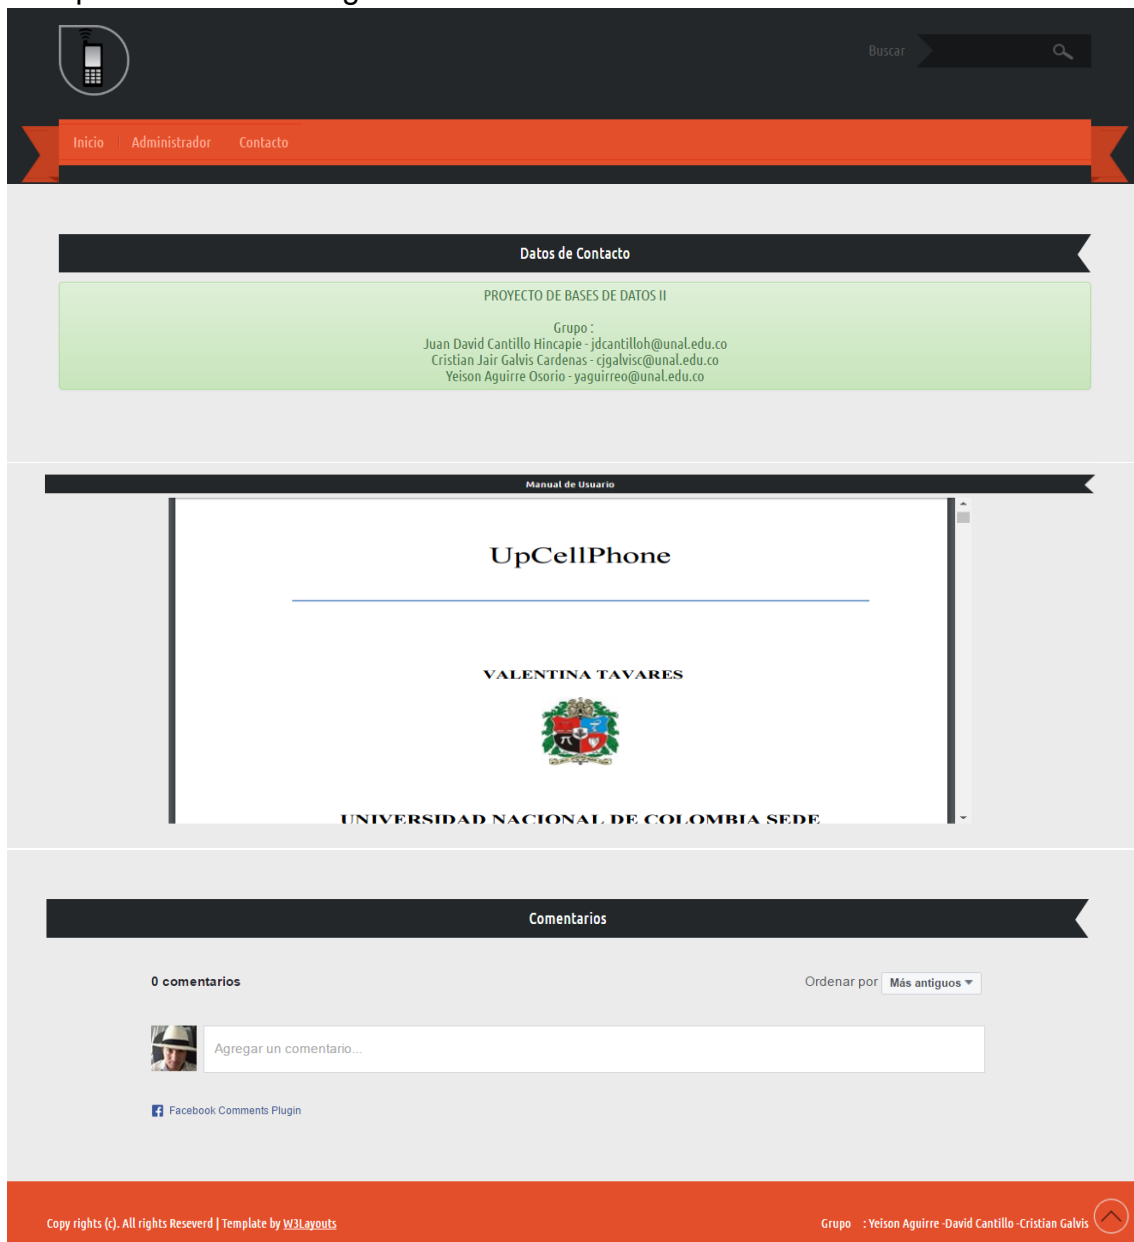 Buscar
Inicio
Administrador
Contacto
Datos de Contacto
PROYECTO DE BASES DE DATOS II
Grupo :
Juan David Cantillo Hincapie - jdcantilloh@unal.edu.co
Cristian Jair Galvis Cardenas - cjgalvisc@unal.edu.co
Yeison Aguirre Osorio - yaguirreo@unal.edu.co
Manual de Usuario
UpCellPhone
VALENTINA TAVARES
UNIVERSIDAD NACIONAL DE COLOMBIA SEDE
Comentarios
0 comentarios
Ordenar por Más antiguos
Agregar un comentario...
Facebook Comments Plugin
Copy rights (c). All rights Reseverd | Template by W3Layouts
Grupo : Yeison Aguirre -David Cantillo -Cristian Galvis